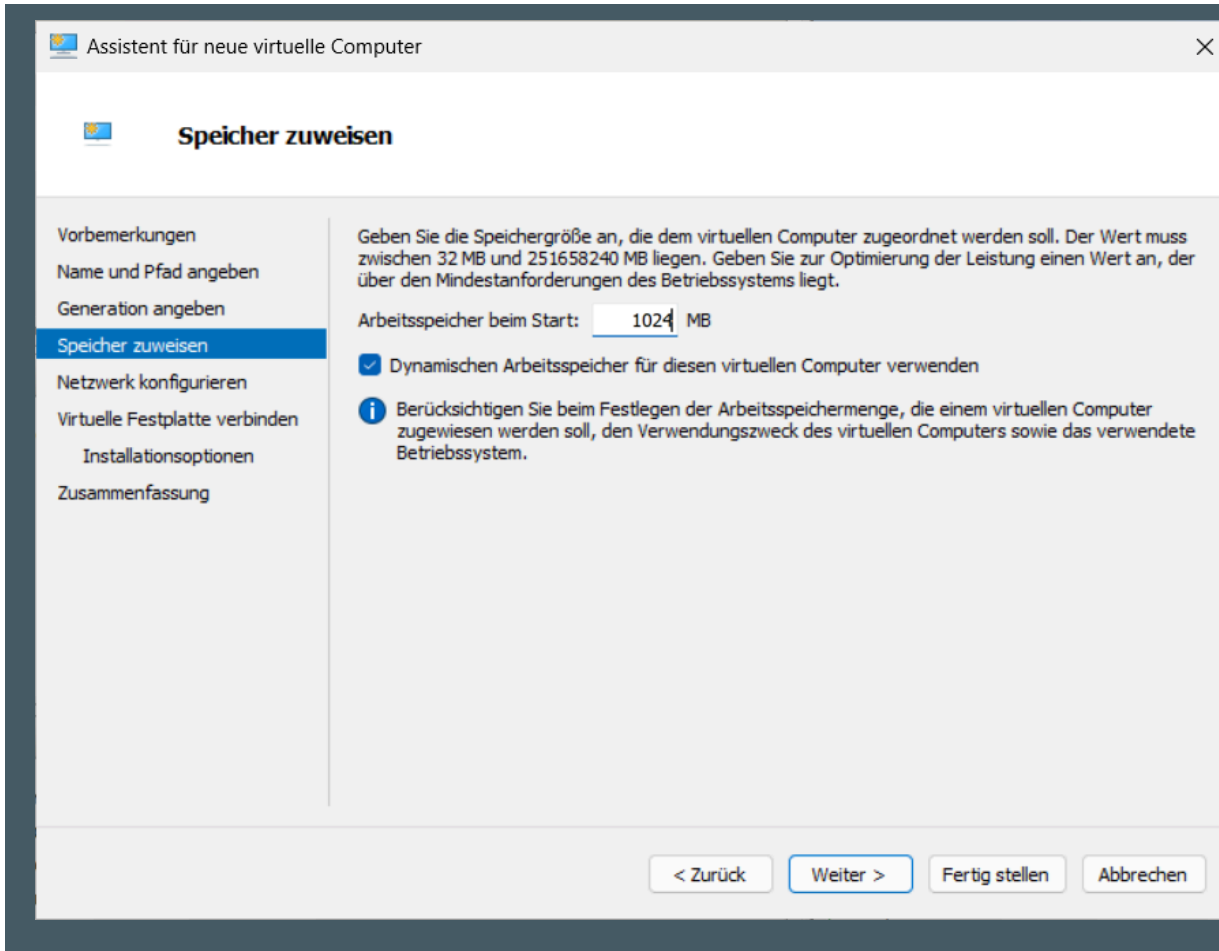 Assistent für neue virtuelle Computer
Speicher zuweisen
Vorbemerkungen
Name und Pfad angeben
Generation angeben
Speicher zuweisen
Netzwerk konfigurieren
Virtuelle Festplatte verbinden
Installationsoptionen
Zusammenfassung
Geben Sie die Speichergröße an, die dem virtuellen Computer zugeordnet werden soll. Der Wert muss
zwischen 32 MB und 251658240 MB liegen. Geben Sie zur Optimierung der Leistung einen Wert an, der
über den Mindestanforderungen des Betriebssystems liegt.
Arbeitsspeicher beim Start: 1024 MB
Dynamischen Arbeitsspeicher für diesen virtuellen Computer verwenden
Berücksichtigen Sie beim Festlegen der Arbeitsspeichermenge, die einem virtuellen Computer
zugewiesen werden soll, den Verwendungszweck des virtuellen Computers sowie das verwendete
Betriebssystem.
< Zurück Weiter > Fertig stellen Abbrechen